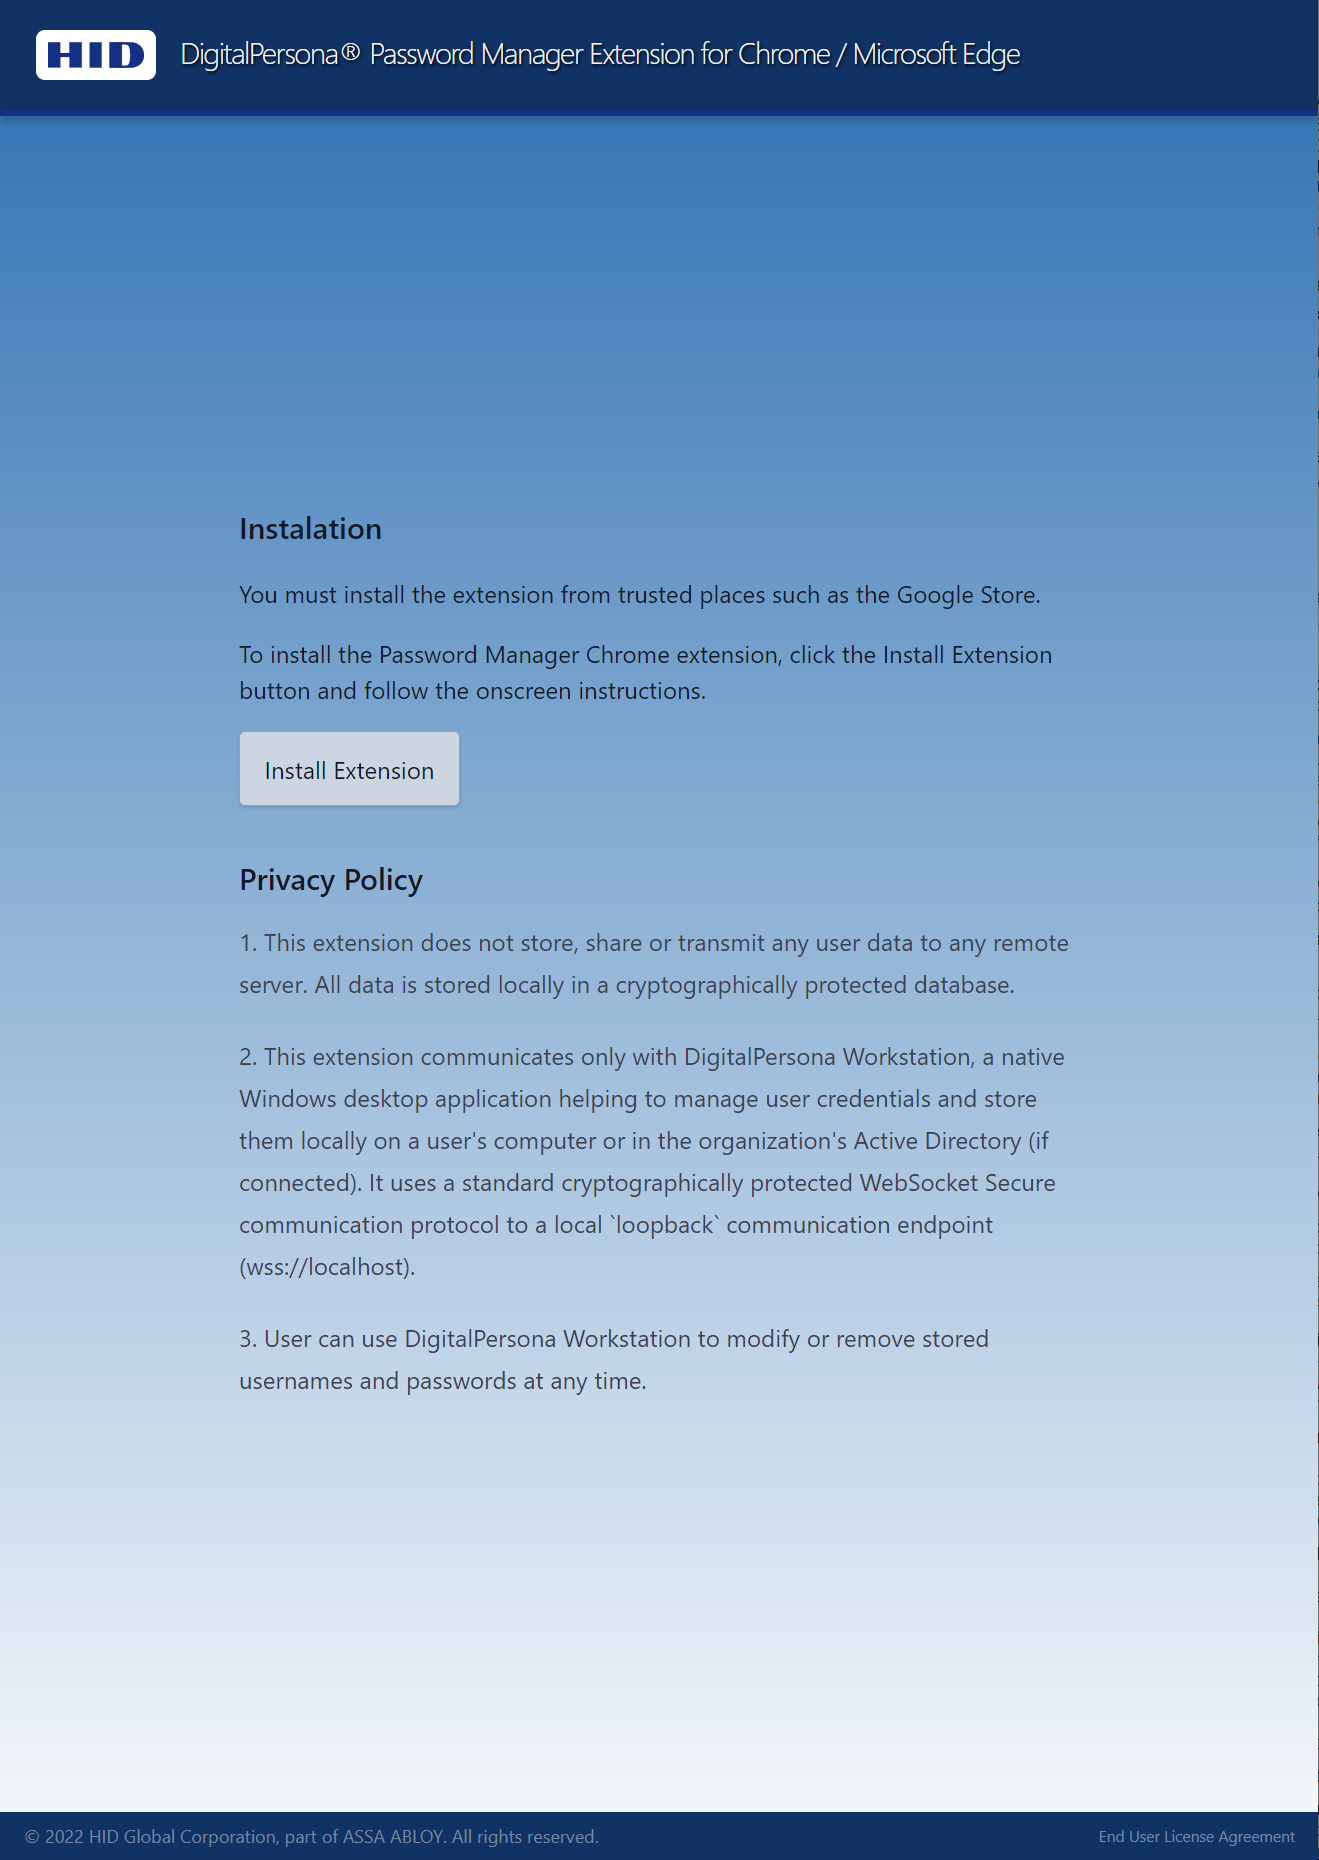 HID
DigitalPersona® Password Manager Extension for Chrome / Microsoft Edge
Instalation
You must install the extension from trusted places such as the Google Store.
To install the Password Manager Chrome extension, click the Install Extension
button and follow the onscreen instructions.
Install Extension
Privacy Policy
1. This extension does not store, share or transmit any user data to any remote
server. All data is stored locally in a cryptographically protected database.
2. This extension communicates only with DigitalPersona Workstation, a native
Windows desktop application helping to manage user credentials and store
them locally on a user's computer or in the organization's Active Directory (if
connected). It uses a standard cryptographically protected WebSocket Secure
communication protocol to a local `loopback` communication endpoint
(wss://localhost).
3. User can use DigitalPersona Workstation to modify or remove stored
usernames and passwords at any time.
© 2022 HID Global Corporation, part of ASSA ABLOY. All rights reserved.
End User License Agreement